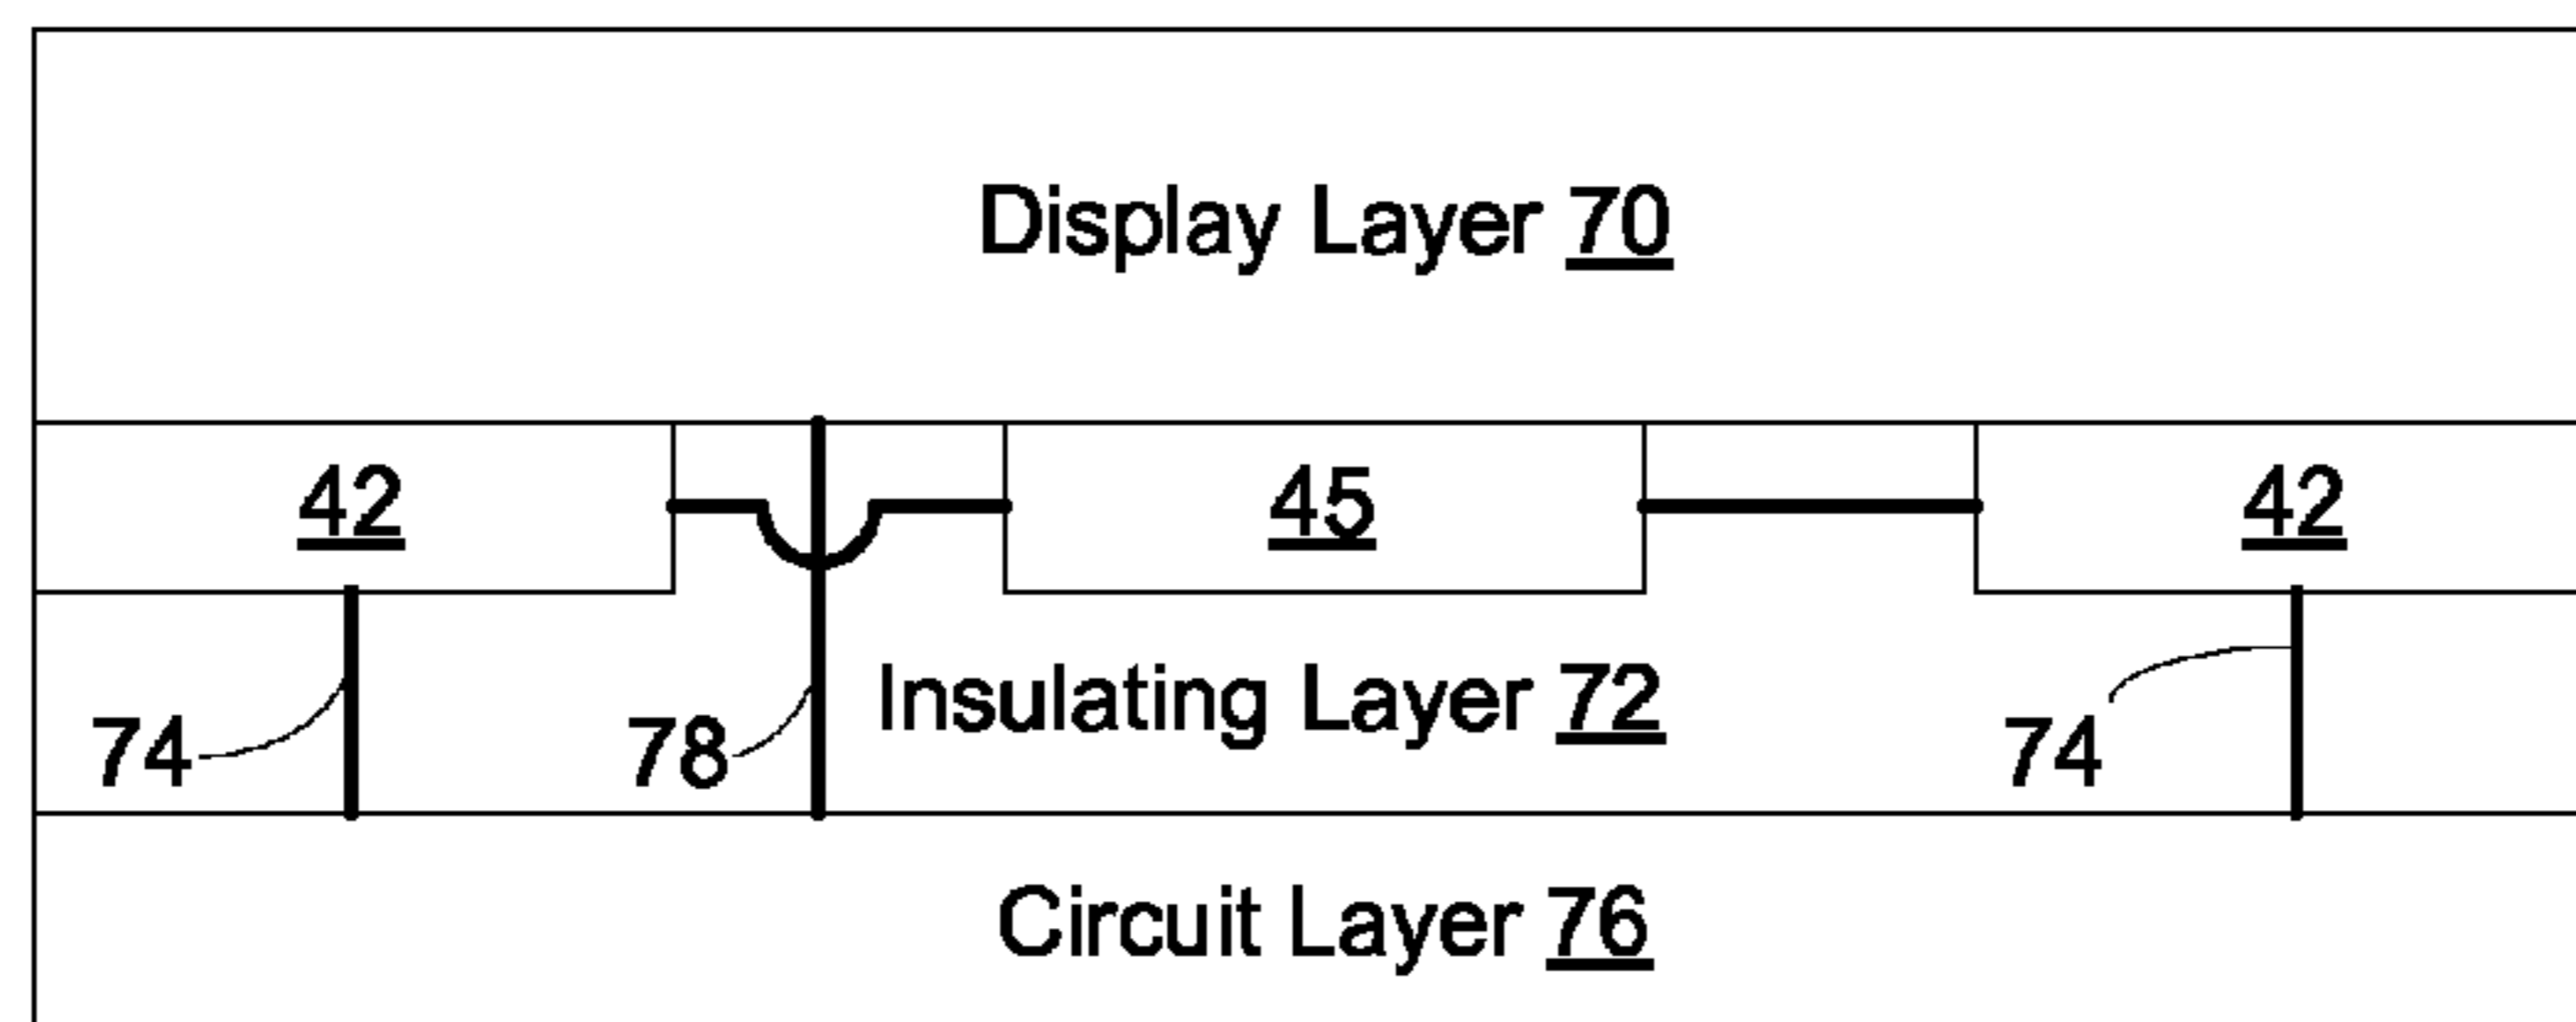 Display Layer 70
42 45 42
Insulating Layer 72
74 78 74
Circuit Layer 76